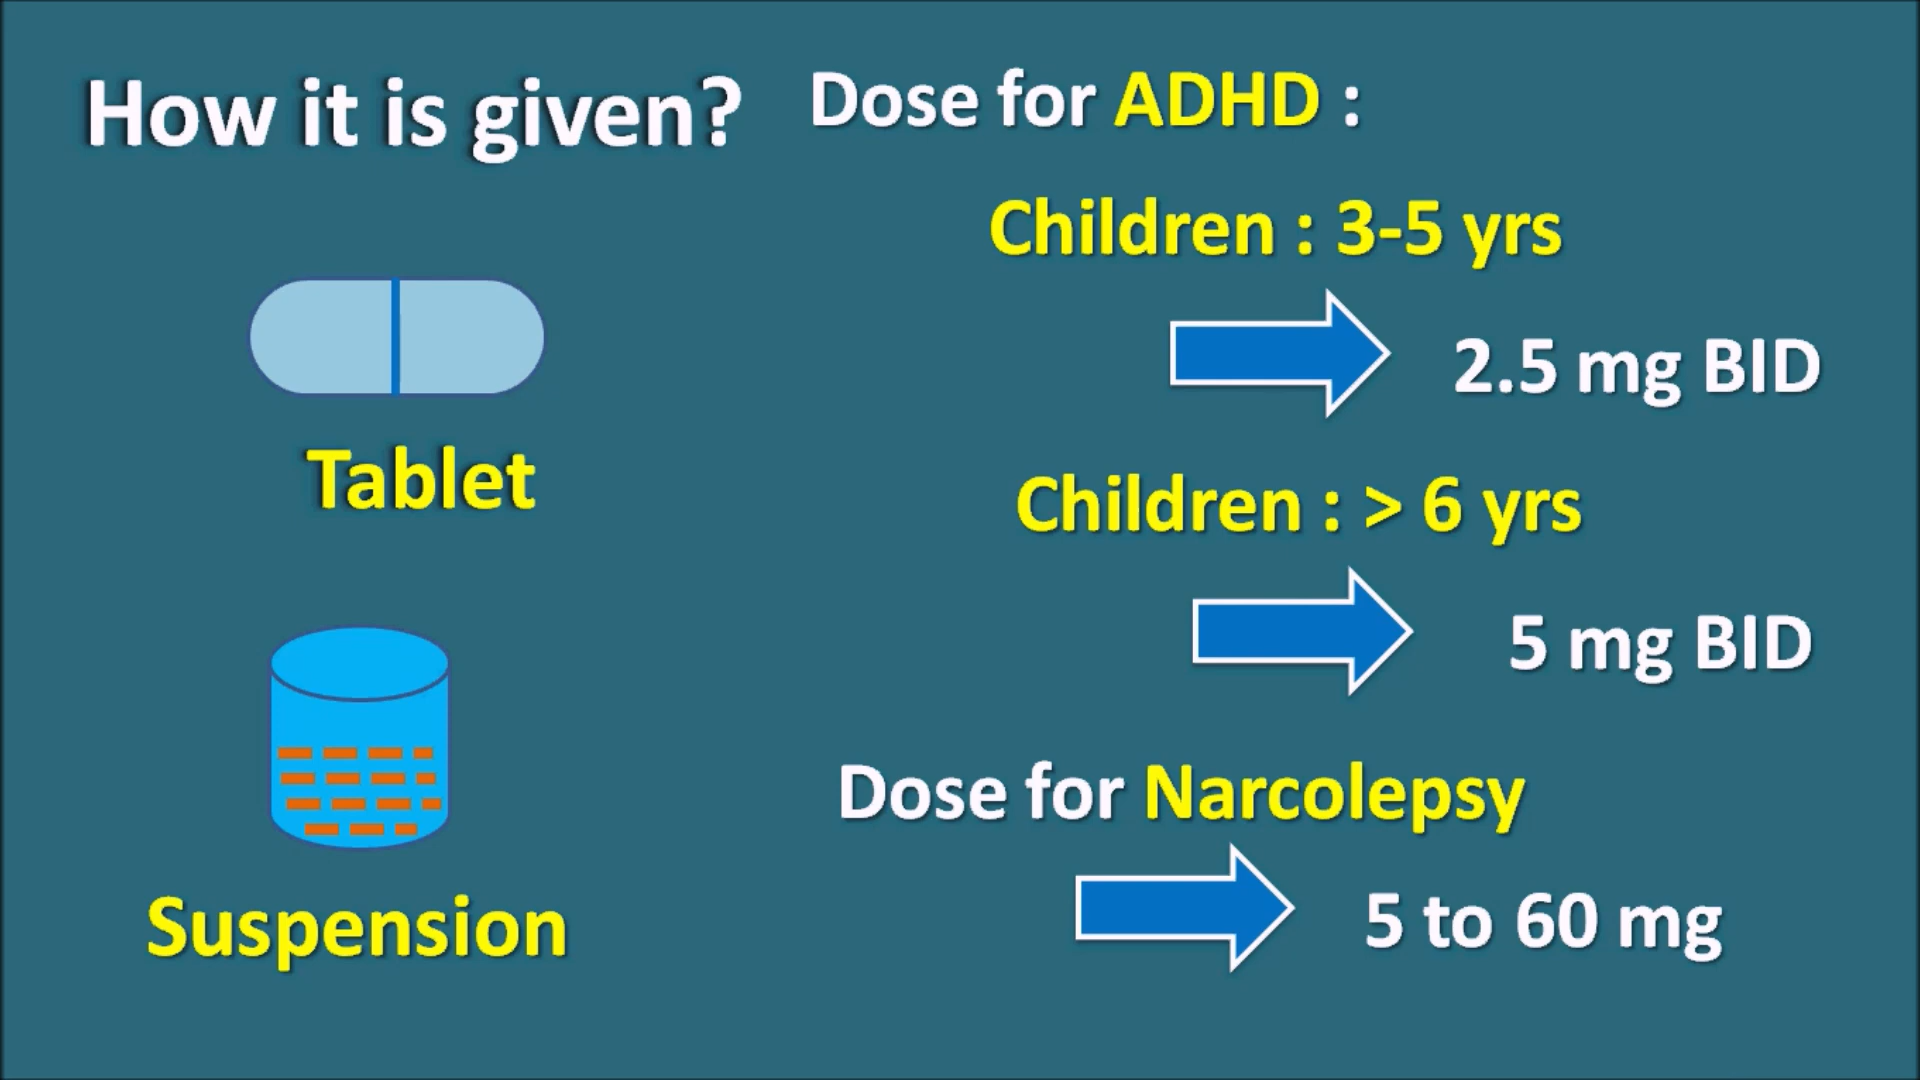 How it is given?
Tablet
Suspension
Dose for ADHD :
Children : 3-5 yrs
2.5 mg BID
Children : > 6 yrs
5 mg BID
Dose for Narcolepsy
5 to 60 mg